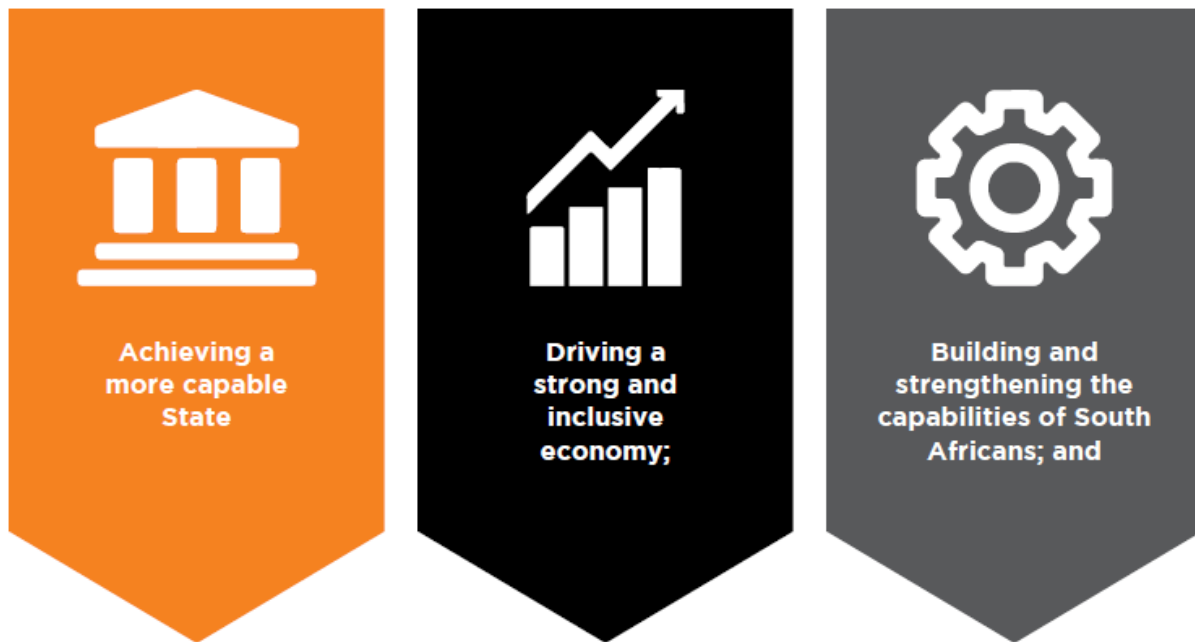 Achieving a
more capable
State
Driving a
strong and
inclusive
economy;
Building and
strengthening the
capabilities of South
Africans; and